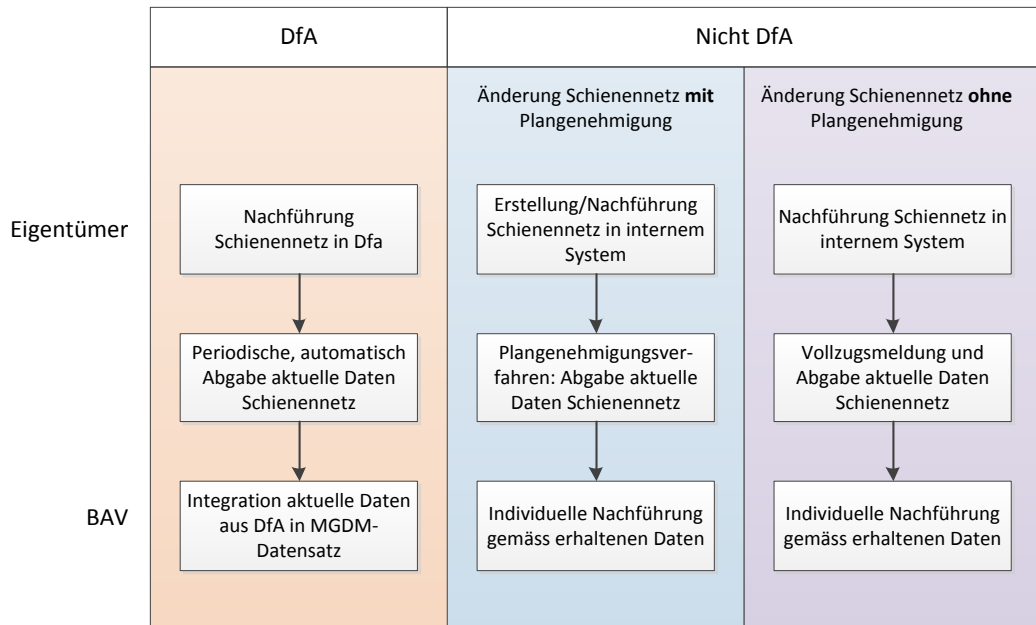 DfA
Nicht DfA
Änderung Schienennetz mit
Plangenehmigung
Änderung Schienennetz ohne
Plangenehmigung
Eigentümer
Nachführung
Schienennetz in Dfa
Erstellung/Nachführung
Schienennetz in internem
System
Nachführung Schiennetz in
internem System
Periodische, automatisch
Abgabe aktuelle Daten
Schienennetz
Plangenehmigungsver-
fahren: Abgabe aktuelle
Daten Schienennetz
Vollzugsmeldung und
Abgabe aktuelle Daten
Schienennetz
BAV
Integration aktuelle Daten
aus DfA in MGDM-
Datensatz
Individuelle Nachführung
gemäss erhaltenen Daten
Individuelle Nachführung
gemäss erhaltenen Daten